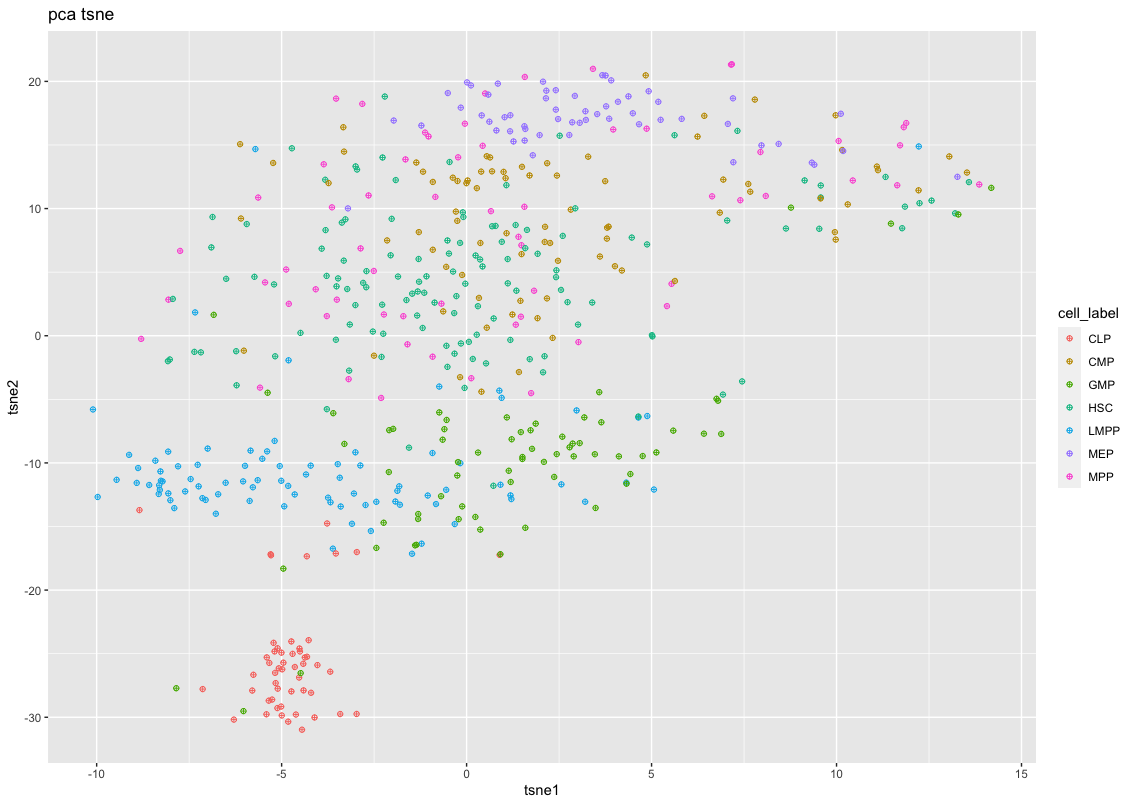 pca tsne
tsne2
20
10
0
-10
-20
-30
-10
-5
0
5
10
15
tsne1
cell_label
CLP
CMP
GMP
HSC
LMPP
MEP
MPP